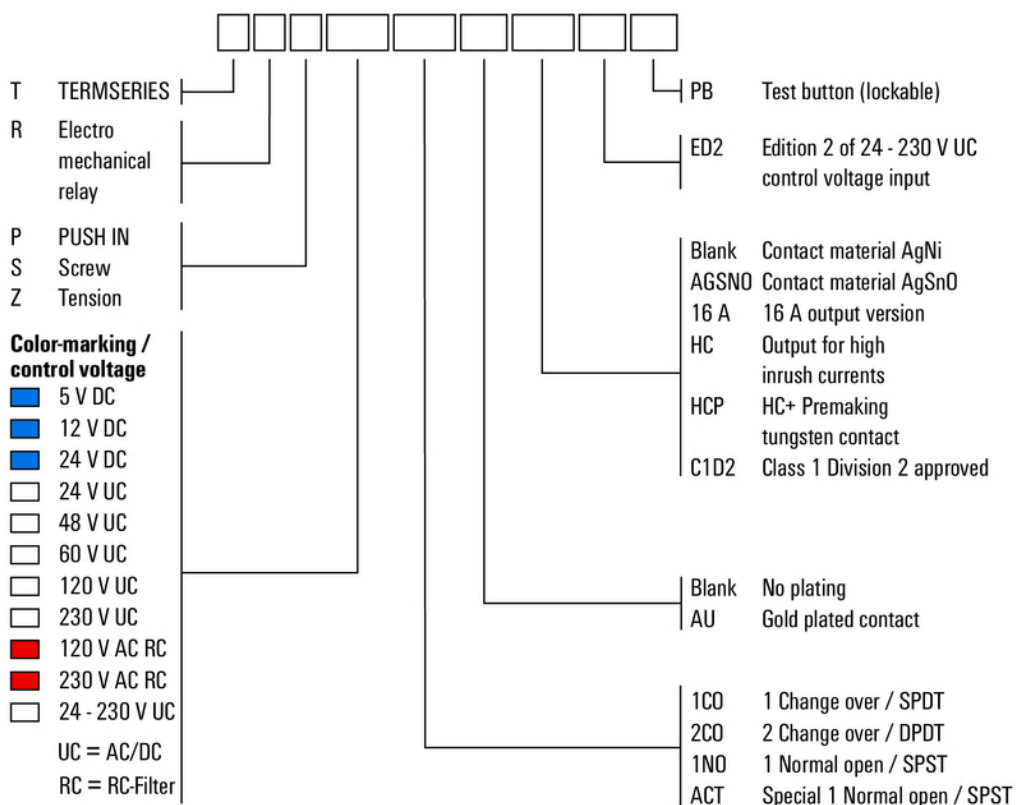 T TERMSERIES
R Electro
mechanical
relay
P PUSH IN
S Screw
Z Tension
Color-marking /
control voltage
5 V DC
12 V DC
24 V DC
24 V UC
48 V UC
60 V UC
120 V UC
230 V UC
120 V AC RC
230 V AC RC
24 - 230 V UC
UC = AC/DC
RC = RC-Filter
PB Test button (lockable)
ED2 Edition 2 of 24 - 230 V UC
control voltage input
Blank Contact material AgNi
AGSNO Contact material AgSnO
16 A 16 A output version
HC Output for high
inrush currents
HCP HC+ Premaking
tungsten contact
C1D2 Class 1 Division 2 approved
Blank No plating
AU Gold plated contact
1CO 1 Change over / SPDT
2CO 2 Change over / DPDT
1NO 1 Normal open / SPST
ACT Special 1 Normal open / SPST